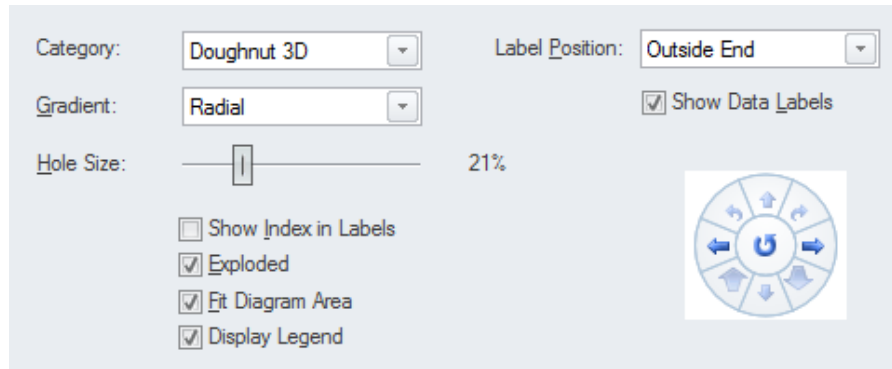 Category: Doughnut 3D Label Position: Outside End
Gradient: Radial Show Data Labels
Hole Size: 21%
Show Index in Labels
Exploded
Fit Diagram Area
Display Legend